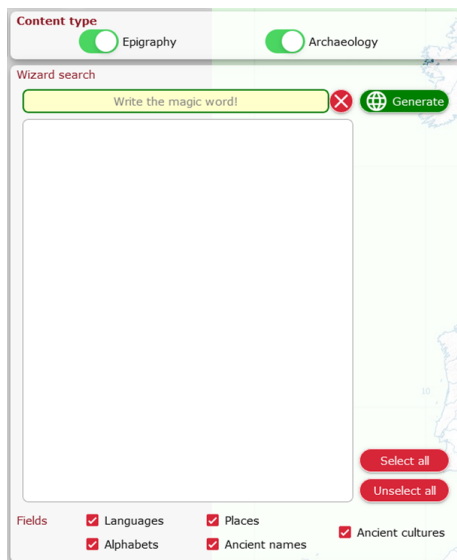 Content type
Epigraphy Archaeology
Wizard search
Write the magic word! Generate
10
Select all
Unselect all
Fields Languages Places Ancient cultures
Alphabets Ancient names